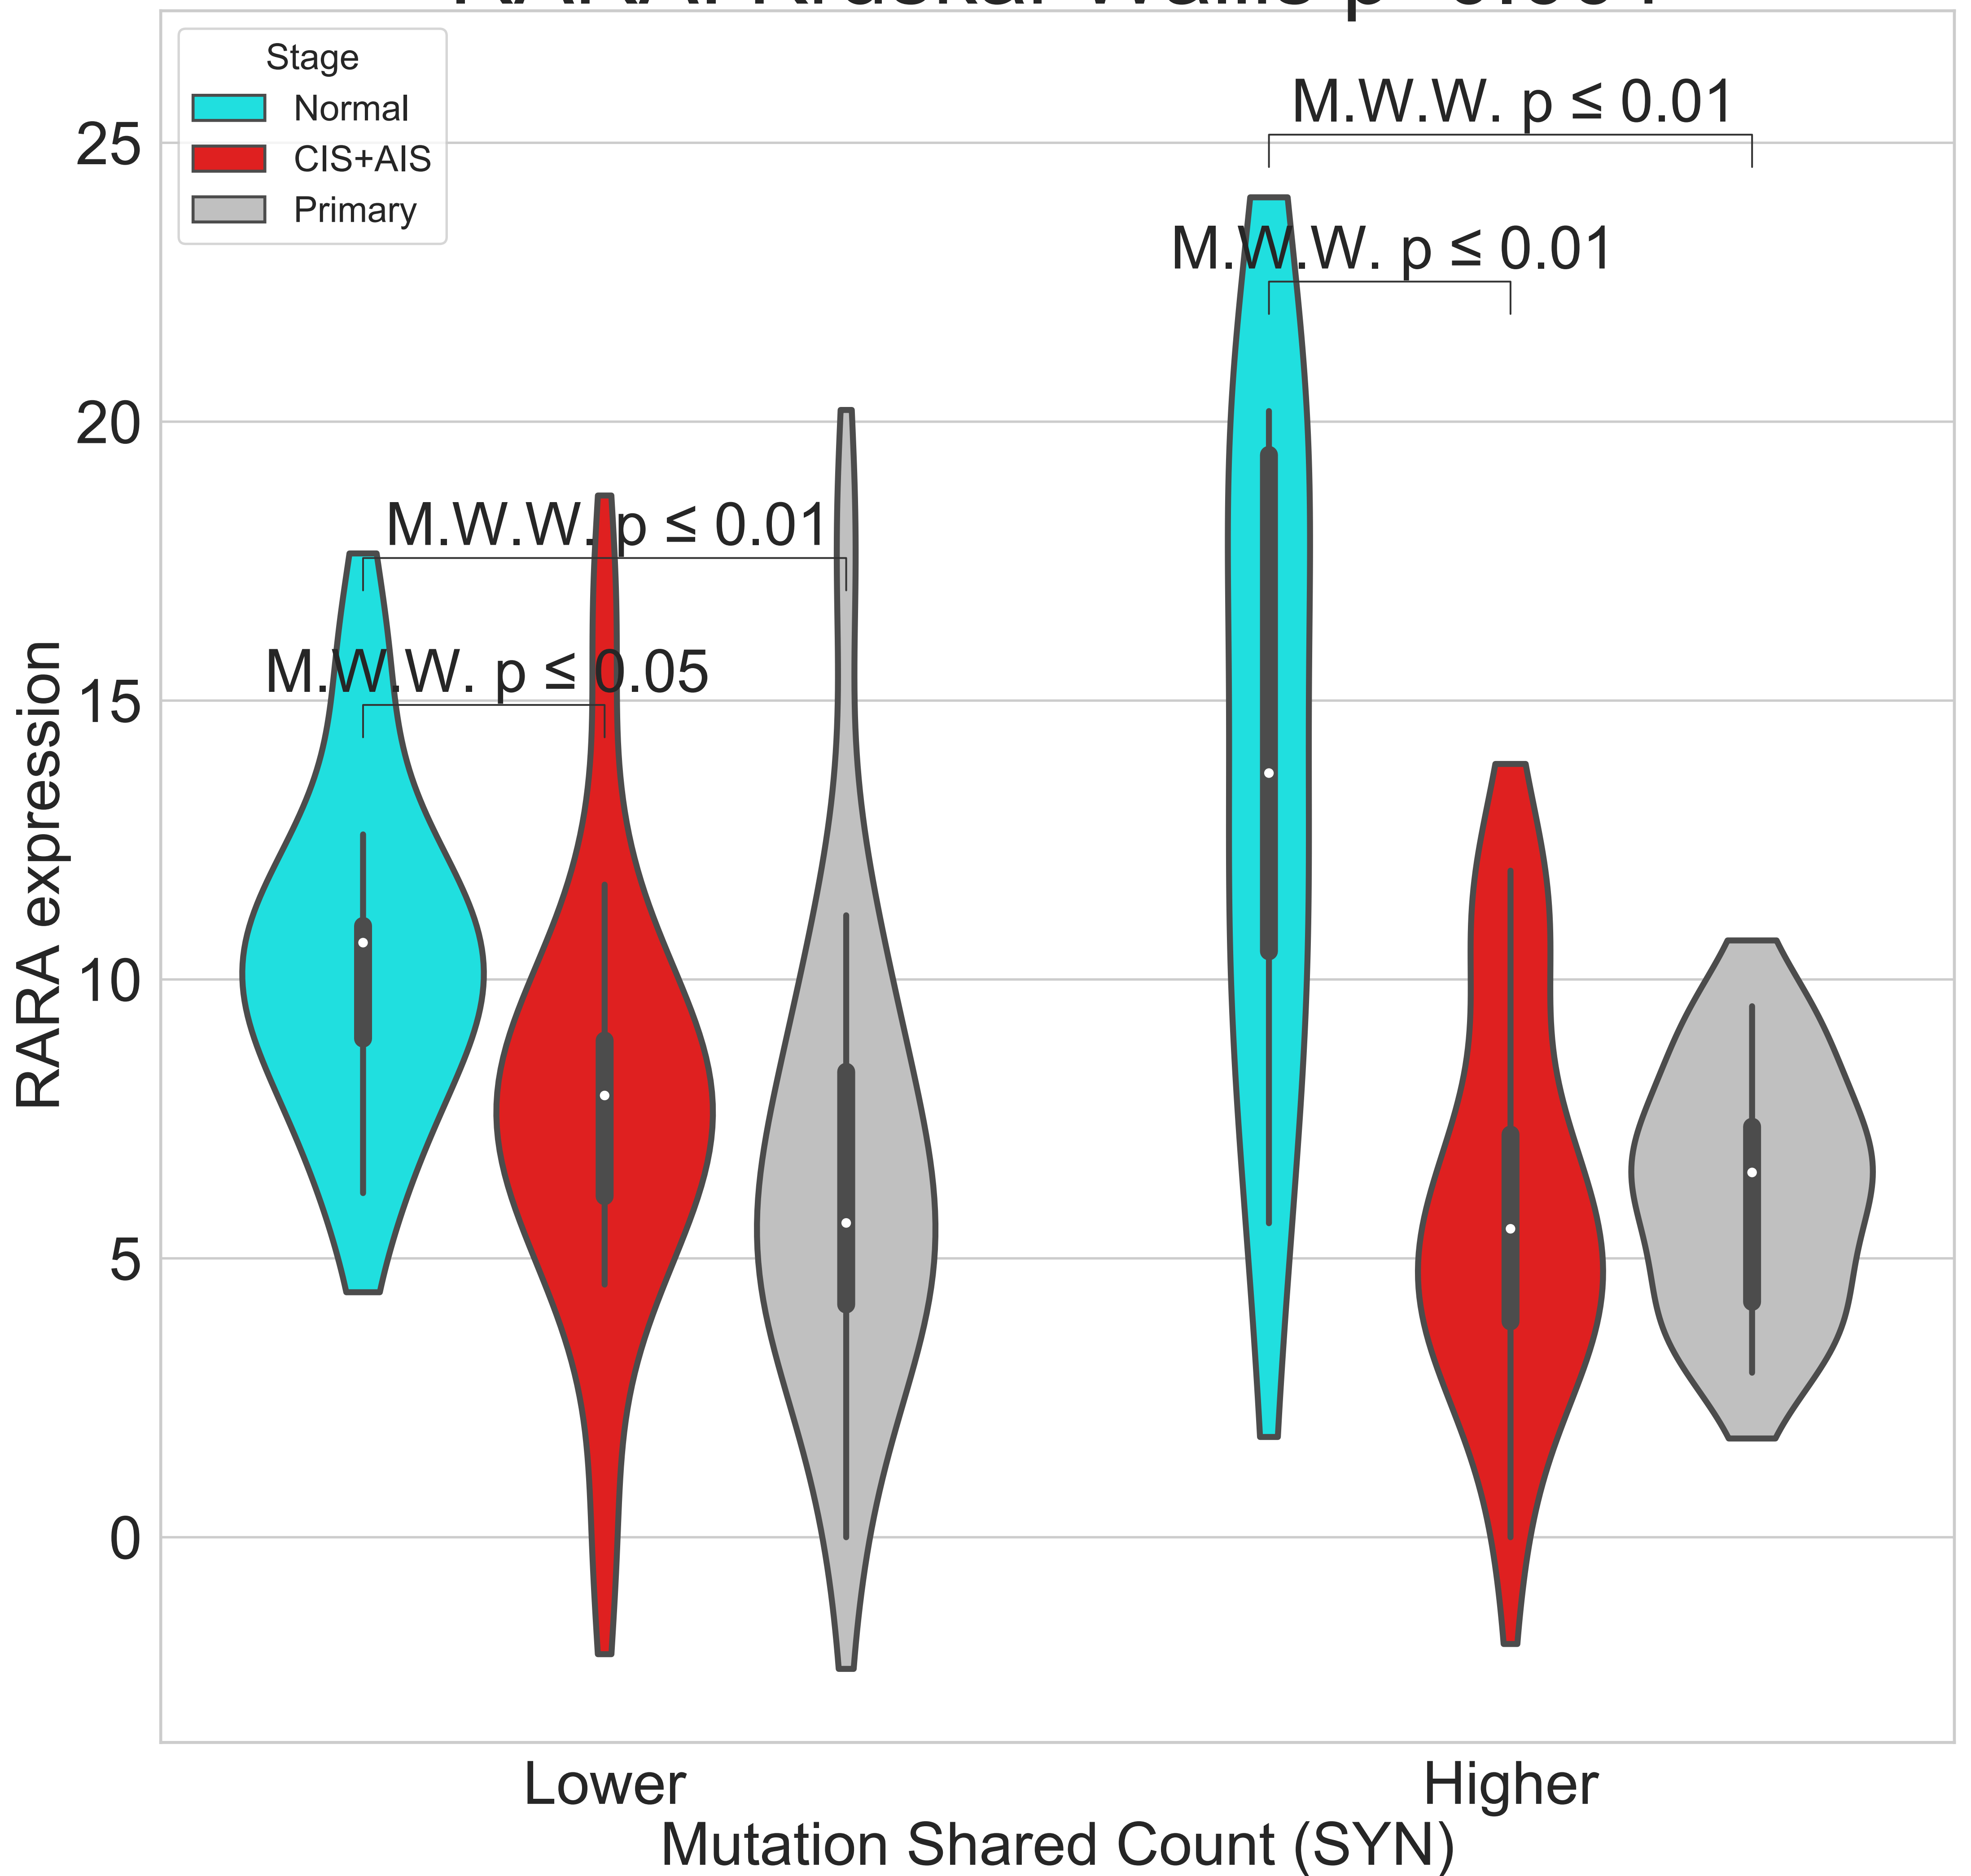 Stage
Normal
CIS+AIS
Primary
M.W.W. p ≤ 0.01
M.W.W. p ≤ 0.01
M.W.W. p ≤ 0.01
M.W.W. p ≤ 0.05
25
20
15
10
5
0
RARA expression
Lower
Higher
Mutation Shared Count (SYN)